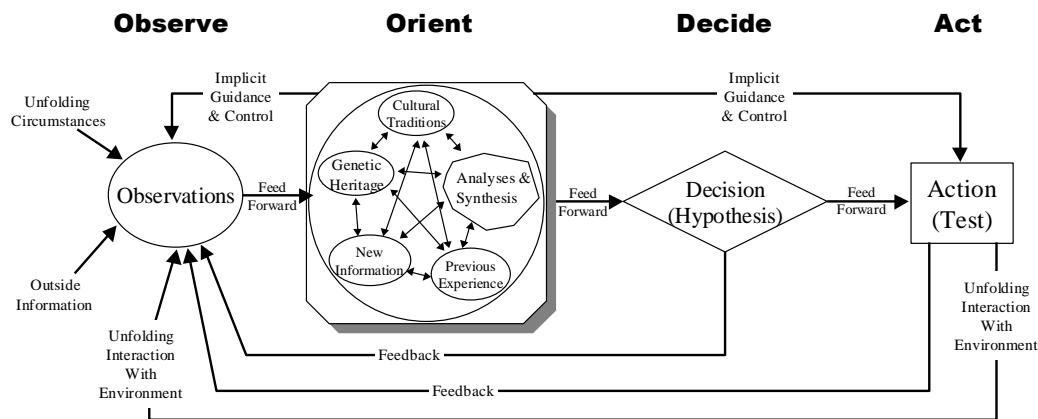 Observe
Orient
Decide
Act
Implicit
Guidance
& Control
Implicit
Guidance
& Control
Unfolding
Circumstances
Cultural
Traditions
Genetic
Heritage
Analyses &
Synthesis
New
Information
Previous
Experience
Observations
Feed
Forward
Feed
Forward
Decision
(Hypothesis)
Feed
Forward
Action
(Test)
Outside
Information
Unfolding
Interaction
With
Environment
Unfolding
Interaction
With
Environment
Feedback
Feedback